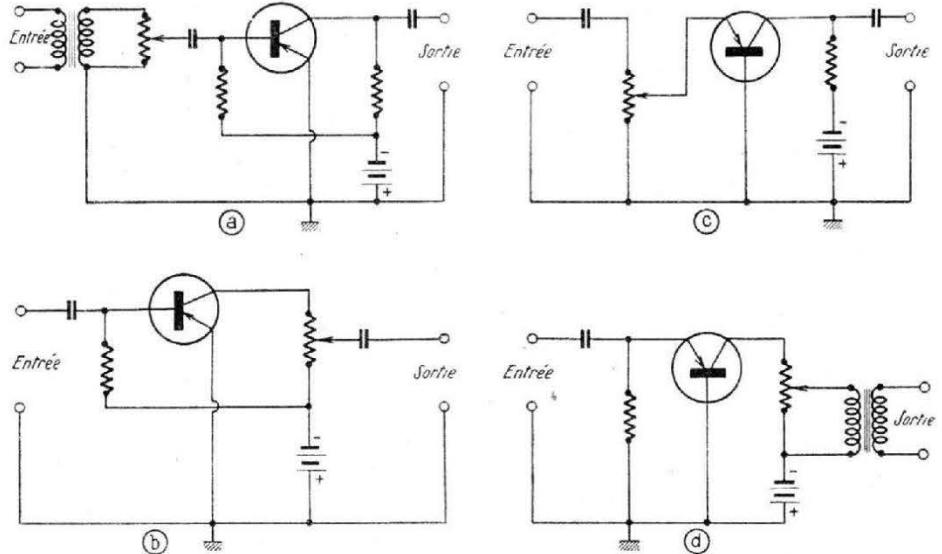 Entrée
Sortie
-
+
a
Entrée
Sortie
-
+
c
Entrée
Sortie
-
+
b
Entrée
Sortie
-
+
d